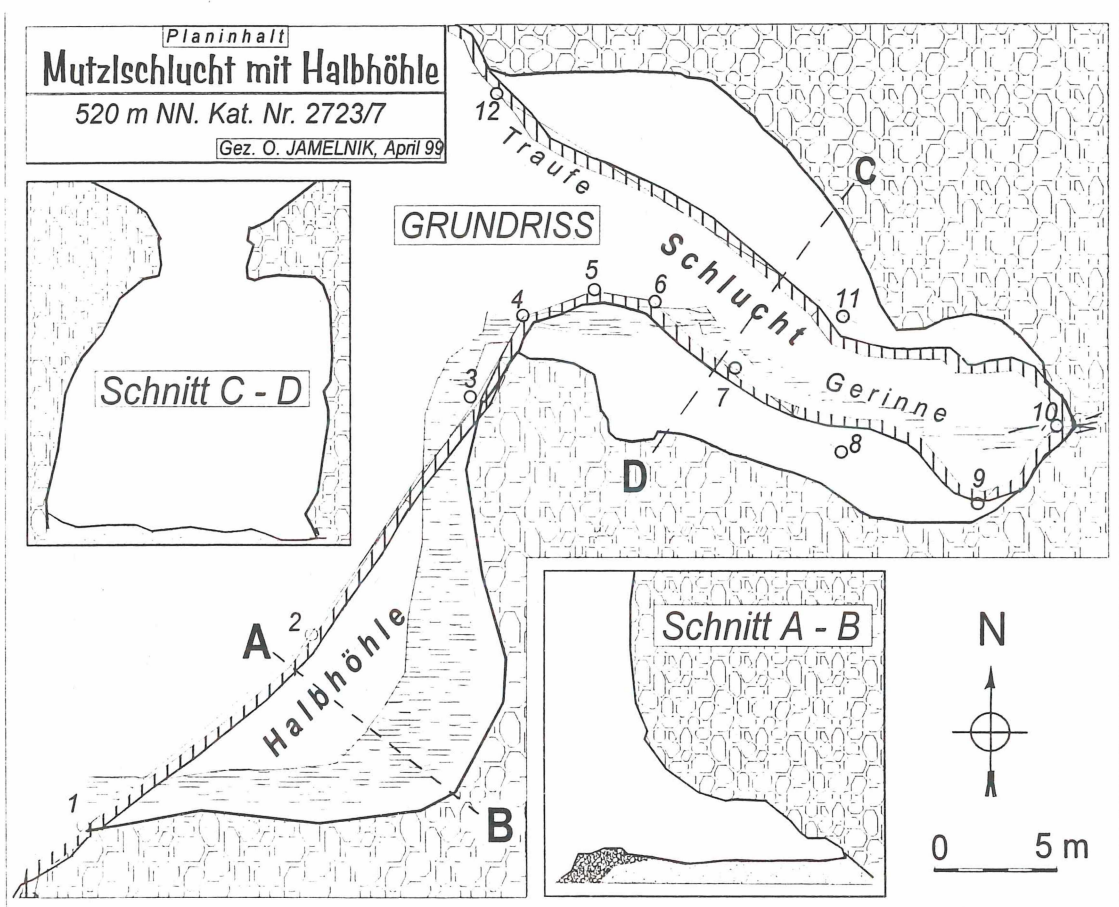 Planinhalt
Mutzlschlucht mit Halbhöhle
520 m NN. Kat. Nr. 2723/7
Gez. O. JAMELNIK, April 99
12
Traufe
C
GRUNDRISS
Schlucht
5
6
11
4
3
Schnitt C - D
7
Gerinne
10
8
D
9
A
2
Halbhöhle
Schnitt A - B
N
1
B
0 5 m